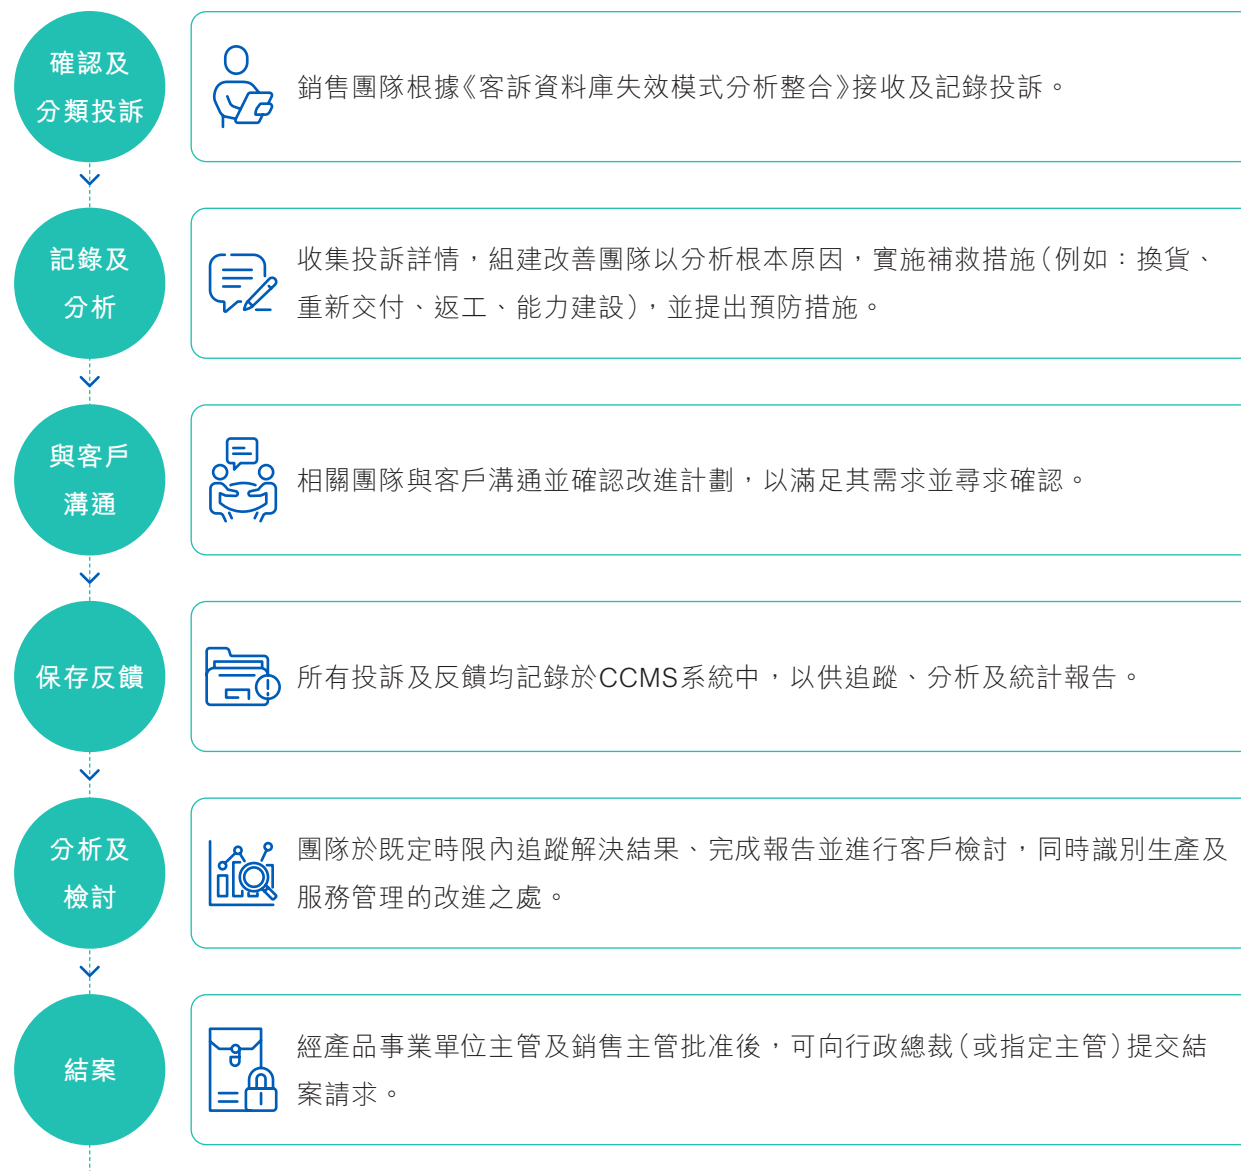 確認及
分類投訴
銷售團隊根據《客訴資料庫失效模式分析整合》接收及記錄投訴。
記錄及
分析
收集投訴詳情，組建改善團隊以分析根本原因，實施補救措施（例如：換貨、
重新交付、返工、能力建設），並提出預防措施。
與客戶
溝通
相關團隊與客戶溝通並確認改進計劃，以滿足其需求並尋求確認。
保存反饋
所有投訴及反饋均記錄於CCMS系統中，以供追蹤、分析及統計報告。
分析及
檢討
團隊於既定時限內追蹤解決結果、完成報告並進行客戶檢討，同時識別生產及
服務管理的改進之處。
結案
經產品事業單位主管及銷售主管批准後，可向行政總裁（或指定主管）提交結
案請求。